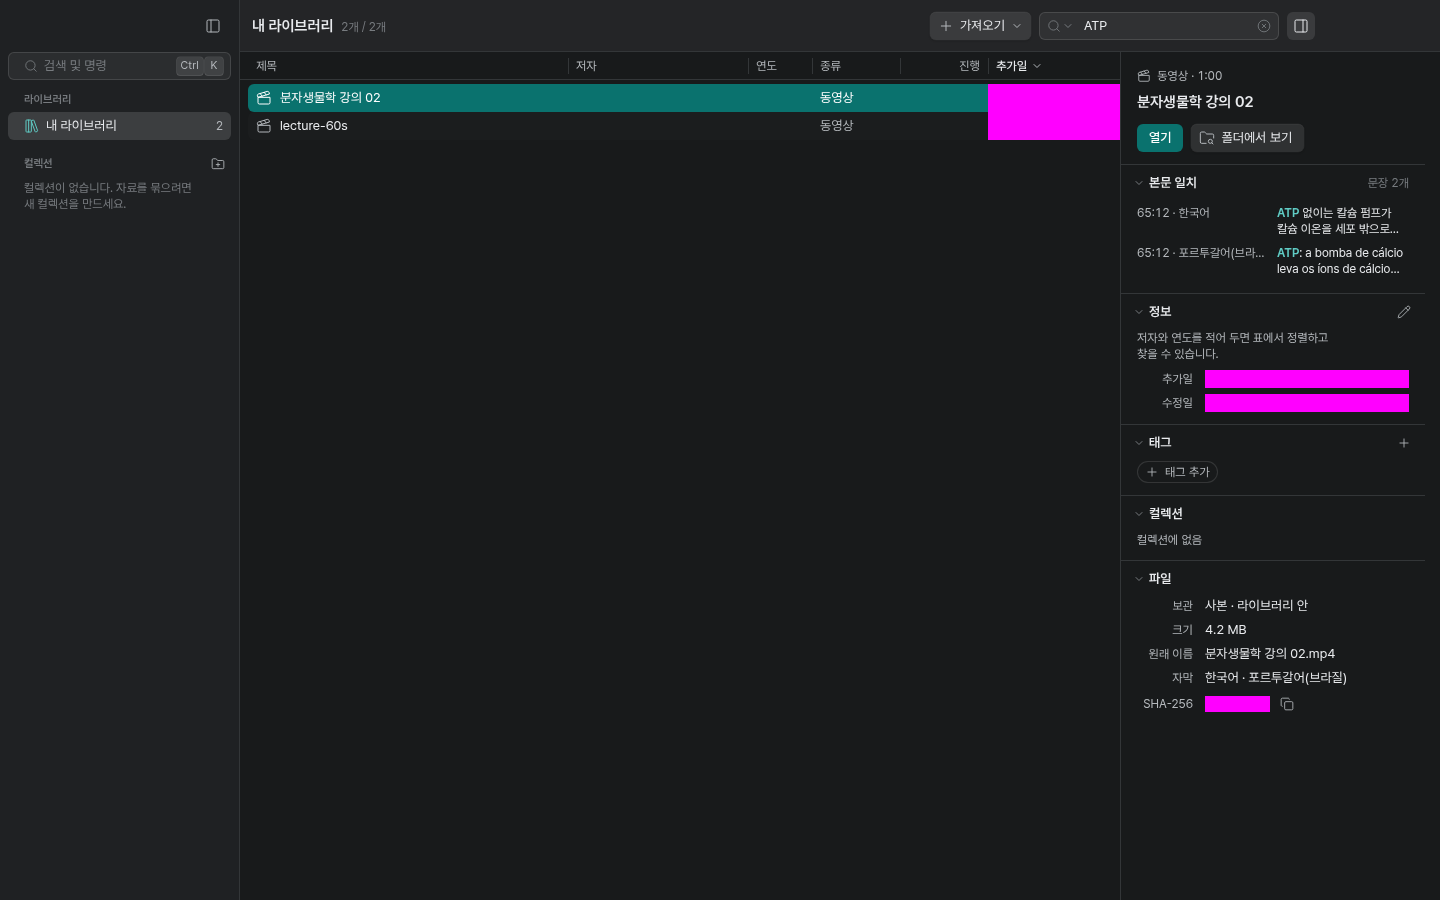 내 라이브러리 2개 / 2개
가져오기
ATP
검색 및 명령 Ctrl K
라이브러리
내 라이브러리 2
컬렉션
컬렉션이 없습니다. 자료를 묶으려면
새 컬렉션을 만드세요.
제목 저자 연도 종류 진행 추가일
분자생물학 강의 02 동영상
lecture-60s 동영상
동영상 · 1:00
분자생물학 강의 02
열기 폴더에서 보기
본문 일치 문장 2개
65:12 · 한국어 ATP 없이는 칼슘 펌프가
칼슘 이온을 세포 밖으로...
65:12 · 포르투갈어(브라... ATP: a bomba de cálcio
leva os íons de cálcio...
정보
저자와 연도를 적어 두면 표에서 정렬하고
찾을 수 있습니다.
추가일
수정일
태그
태그 추가
컬렉션
컬렉션에 없음
파일
보관 사본 · 라이브러리 안
크기 4.2 MB
원래 이름 분자생물학 강의 02.mp4
자막 한국어 · 포르투갈어(브라질)
SHA-256